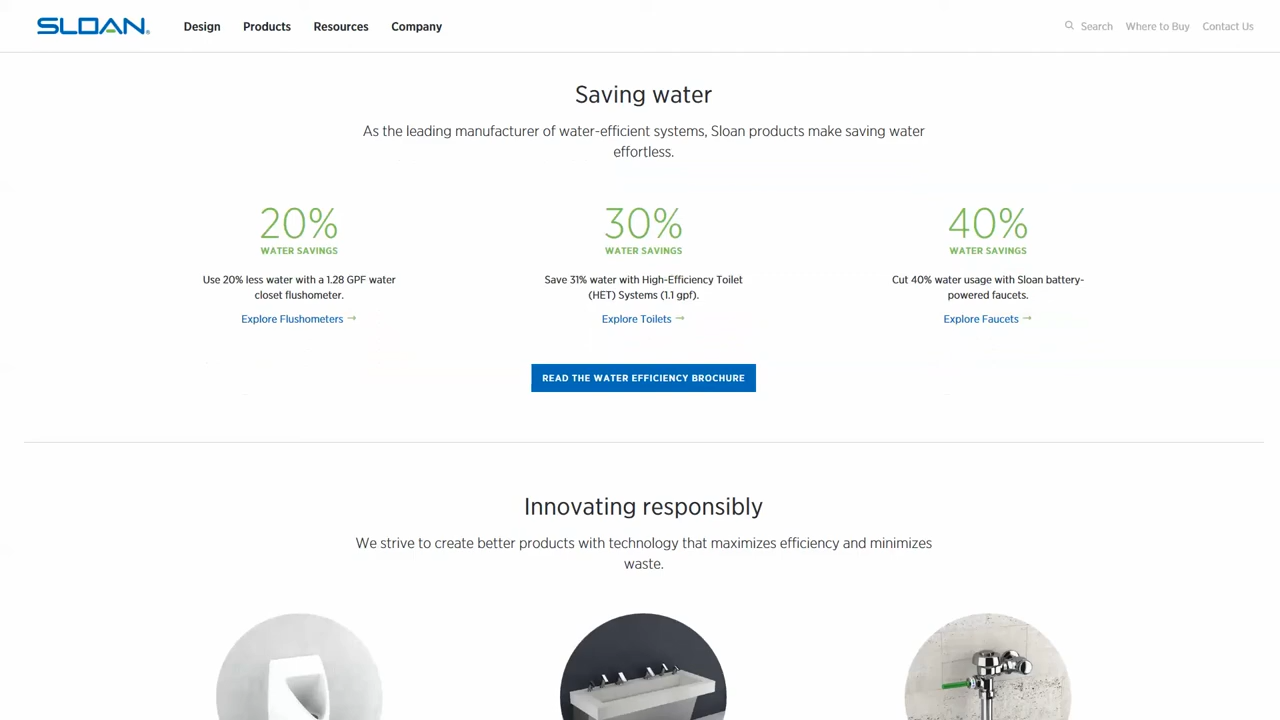 SLOAN
Design Products Resources Company
Search Where to Buy Contact Us
Saving water
As the leading manufacturer of water-efficient systems, Sloan products make saving water
effortless.
20%
WATER SAVINGS
Use 20% less water with a 1.28 GPF water
closet flushometer.
Explore Flushometers →
30%
WATER SAVINGS
Save 31% water with High-Efficiency Toilet
(HET) Systems (1.1 gpf).
Explore Toilets →
40%
WATER SAVINGS
Cut 40% water usage with Sloan battery-
powered faucets.
Explore Faucets →
READ THE WATER EFFICIENCY BROCHURE
Innovating responsibly
We strive to create better products with technology that maximizes efficiency and minimizes
waste.